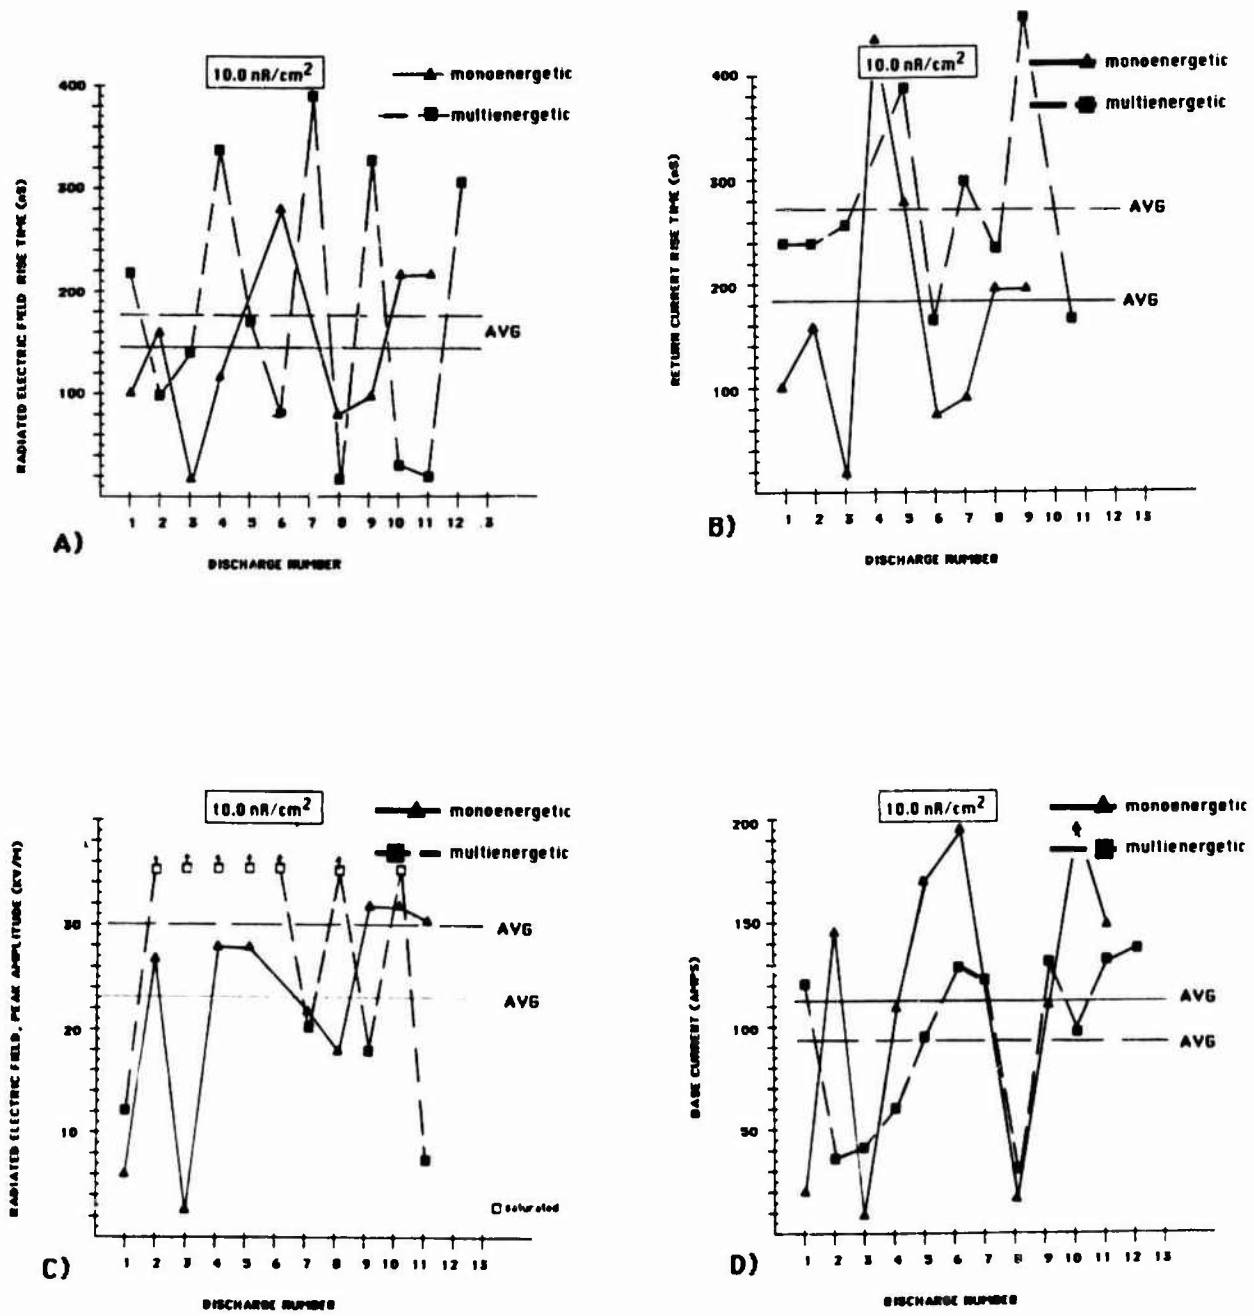 10.0 nA/cm2
monoenergetic
multienergetic
RADIATED ELECTRIC FIELD RISE TIME (nS)
400
300
200
100
AVG
1 2 3 4 5 6 7 8 9 10 11 12 .3
A)
DISCHARGE NUMBER
10.0 nA/cm2
monoenergetic
multienergetic
RETURN CURRENT RISE TIME (nS)
400
300
200
100
AVG
AVG
1 2 3 4 5 6 7 8 9 10 11 12 13
B)
DISCHARGE NUMBER
10.0 nA/cm2
monoenergetic
multienergetic
RADIATED ELECTRIC FIELD, PEAK AMPLITUDE (KV/M)
30
20
10
AVG
AVG
saturated
1 2 3 4 5 6 7 8 9 10 11 12 13
C)
DISCHARGE NUMBER
10.0 nA/cm2
monoenergetic
multienergetic
BASE CURRENT (AMPS)
200
150
100
50
AVG
AVG
1 2 3 4 5 6 7 8 9 10 11 12 13
D)
DISCHARGE NUMBER